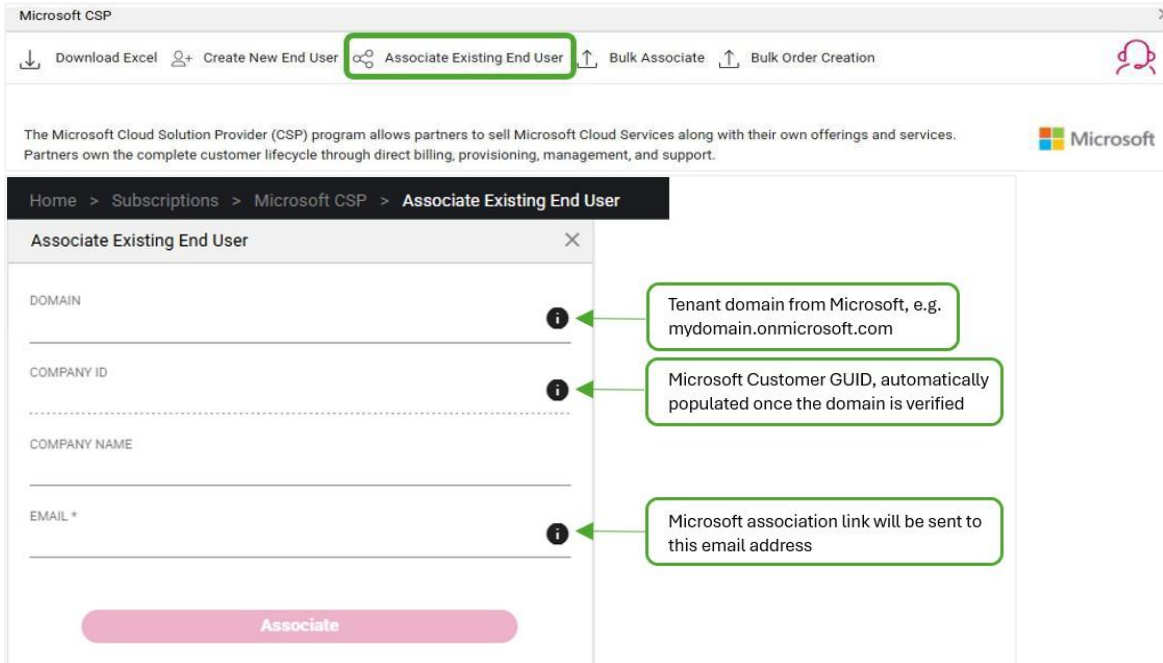 Microsoft CSP
Download Excel Create New End User Associate Existing End User Bulk Associate Bulk Order Creation
The Microsoft Cloud Solution Provider (CSP) program allows partners to sell Microsoft Cloud Services along with their own offerings and services.
Partners own the complete customer lifecycle through direct billing, provisioning, management, and support.
Microsoft
Home > Subscriptions > Microsoft CSP > Associate Existing End User
Associate Existing End User
DOMAIN
Tenant domain from Microsoft, e.g.
mydomain.onmicrosoft.com
COMPANY ID
Microsoft Customer GUID, automatically
populated once the domain is verified
COMPANY NAME
EMAIL *
Microsoft association link will be sent to
this email address
Associate